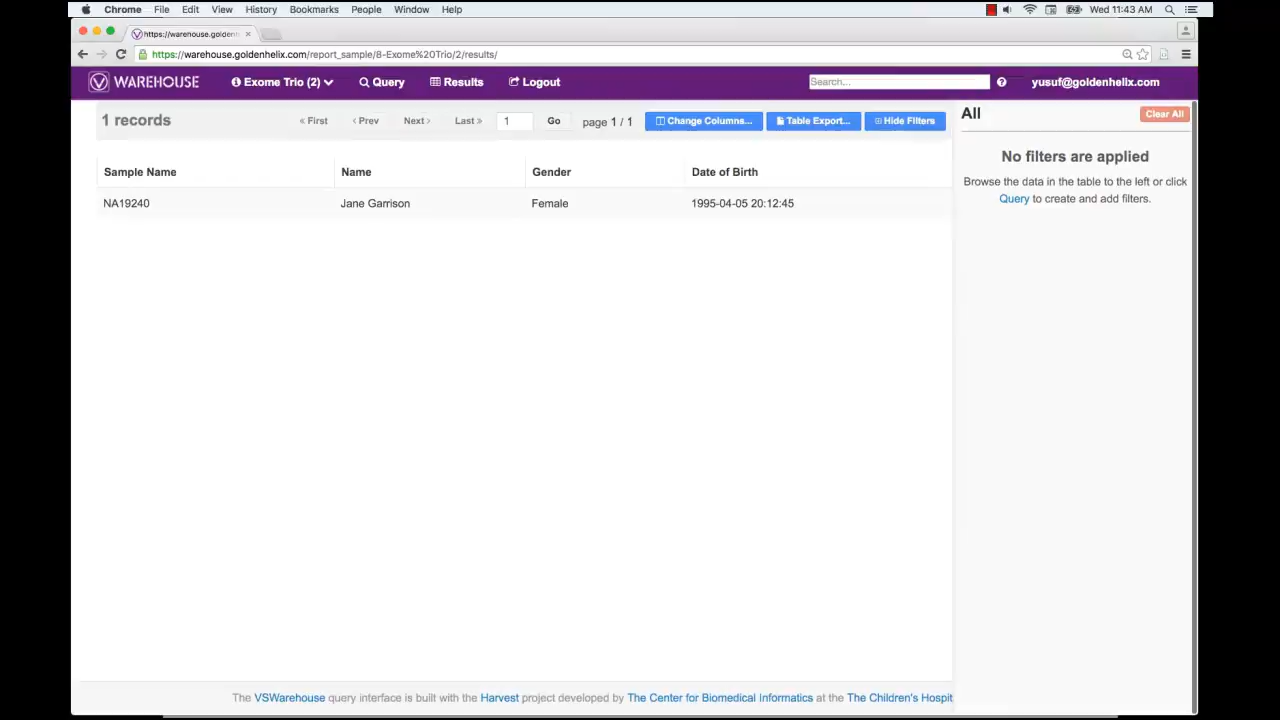 Chrome File Edit View History Bookmarks People Window Help Wed 11:43 AM
https://warehouse.goldenh
https://warehouse.goldenhelix.com/report_sample/8-Exome%20Trio/2/results/
WAREHOUSE Exome Trio (2) Query Results Logout Search... yusuf@goldenhelix.com
1 records « First ‹ Prev Next › Last » 1 Go page 1 / 1 Change Columns... Table Export... Hide Filters
All Clear All
No filters are applied
Browse the data in the table to the left or click
Query to create and add filters.
Sample Name Name Gender Date of Birth
NA19240 Jane Garrison Female 1995-04-05 20:12:45
The VSWarehouse query interface is built with the Harvest project developed by The Center for Biomedical Informatics at the The Children's Hospit